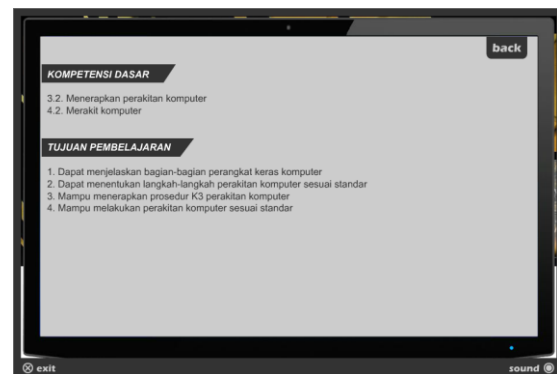 back
KOMPETENSI DASAR
3.2. Menerapkan perakitan komputer
4.2. Merakit komputer
TUJUAN PEMBELAJARAN
1. Dapat menjelaskan bagian-bagian perangkat keras komputer
2. Dapat menentukan langkah-langkah perakitan komputer sesuai standar
3. Mampu menerapkan prosedur K3 perakitan komputer
4. Mampu melakukan perakitan komputer sesuai standar
exit
sound